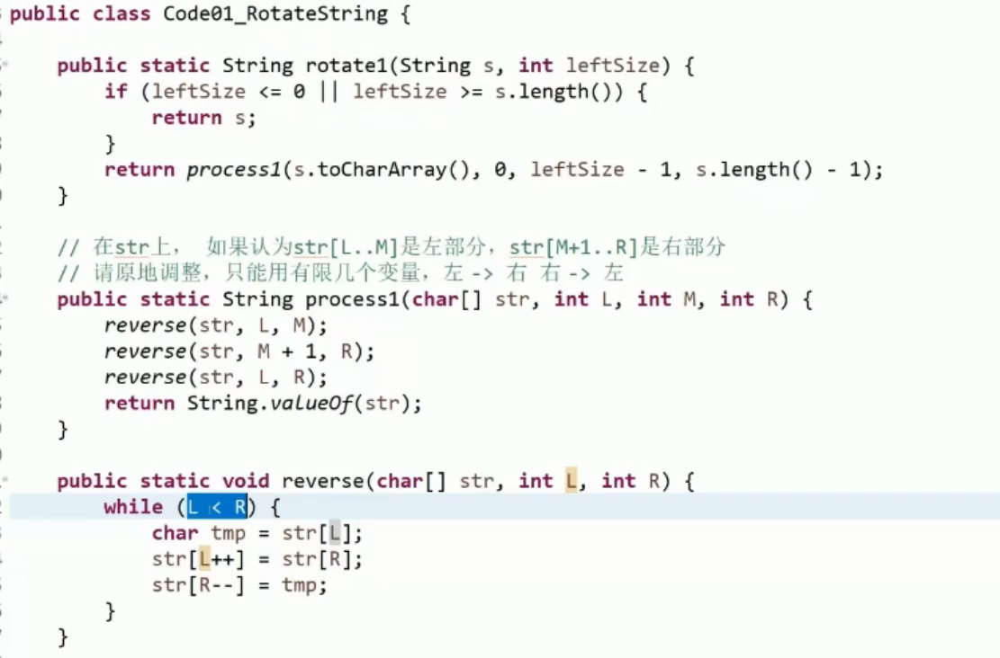 public class Code01_RotateString {
public static String rotate1(String s, int leftSize) {
if (leftSize <= 0 || leftSize >= s.length()) {
return s;
}
return process1(s.toCharArray(), 0, leftSize - 1, s.length() - 1);
}
// 在str上， 如果认为str[L..M]是左部分，str[M+1..R]是右部分
// 请原地调整，只能用有限几个变量，左 -> 右 右 -> 左
public static String process1(char[] str, int L, int M, int R) {
reverse(str, L, M);
reverse(str, M + 1, R);
reverse(str, L, R);
return String.valueOf(str);
}
public static void reverse(char[] str, int L, int R) {
while (L < R) {
char tmp = str[L];
str[L++] = str[R];
str[R--] = tmp;
}
}